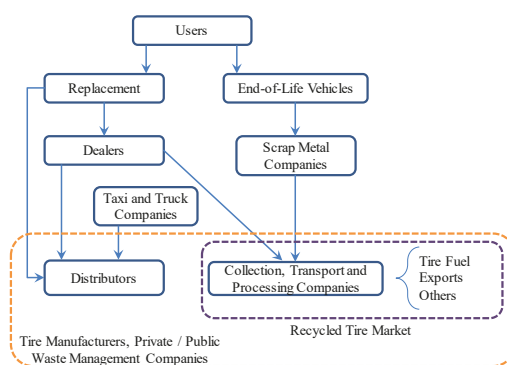 Users
Replacement
End-of-Life Vehicles
Dealers
Scrap Metal
Companies
Taxi and Truck
Companies
Distributors
Collection, Transport and
Processing Companies
Tire Fuel
Exports
Others
Recycled Tire Market
Tire Manufacturers, Private / Public
Waste Management Companies